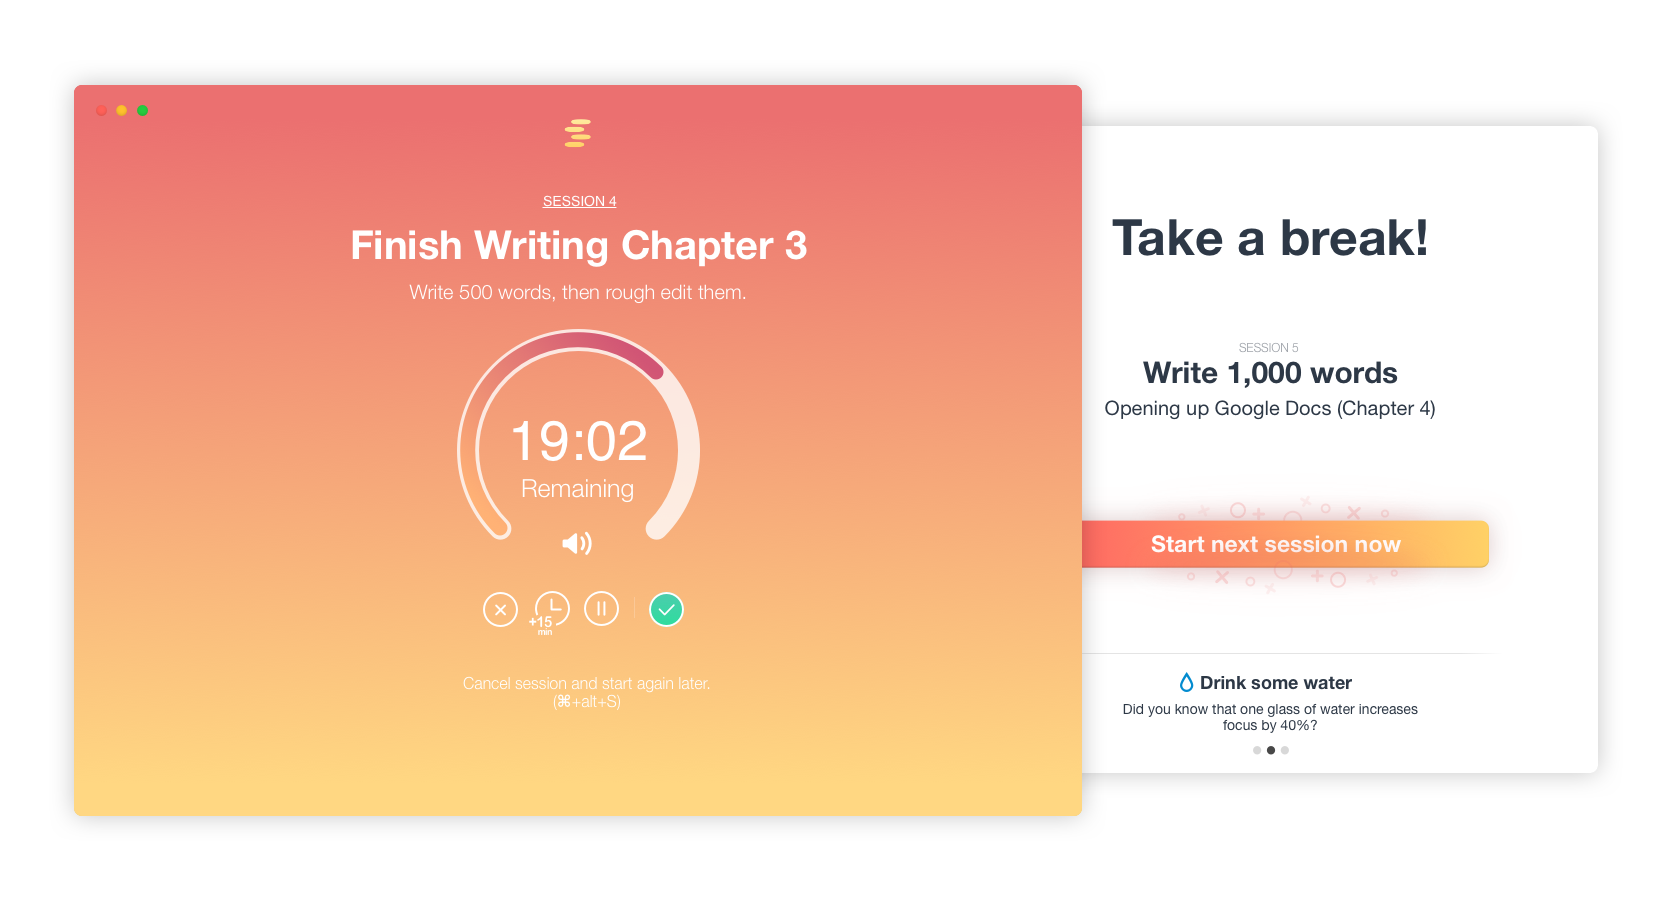 SESSION 4
Finish Writing Chapter 3
Write 500 words, then rough edit them.
19:02
Remaining
+15
min
Cancel session and start again later.
(⌘+alt+S)
Take a break!
SESSION 5
Write 1,000 words
Opening up Google Docs (Chapter 4)
Start next session now
Drink some water
Did you know that one glass of water increases
focus by 40%?